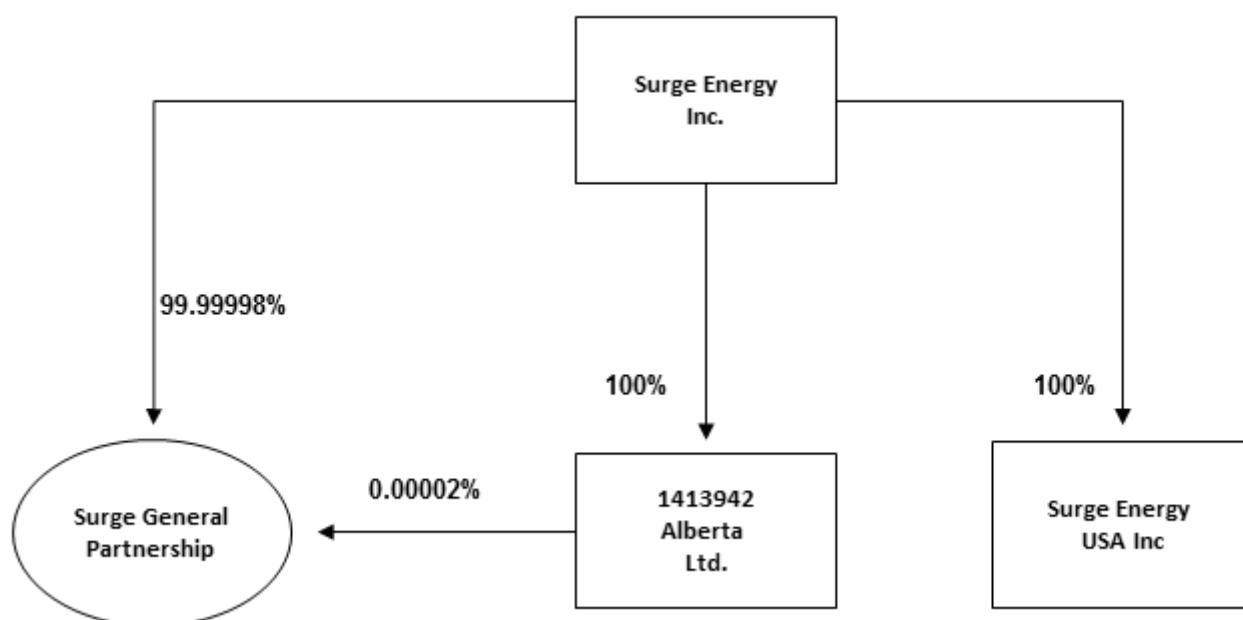 Surge Energy
Inc.
99.99998%
100%
100%
0.00002%
Surge General
Partnership
1413942
Alberta
Ltd.
Surge Energy
USA Inc